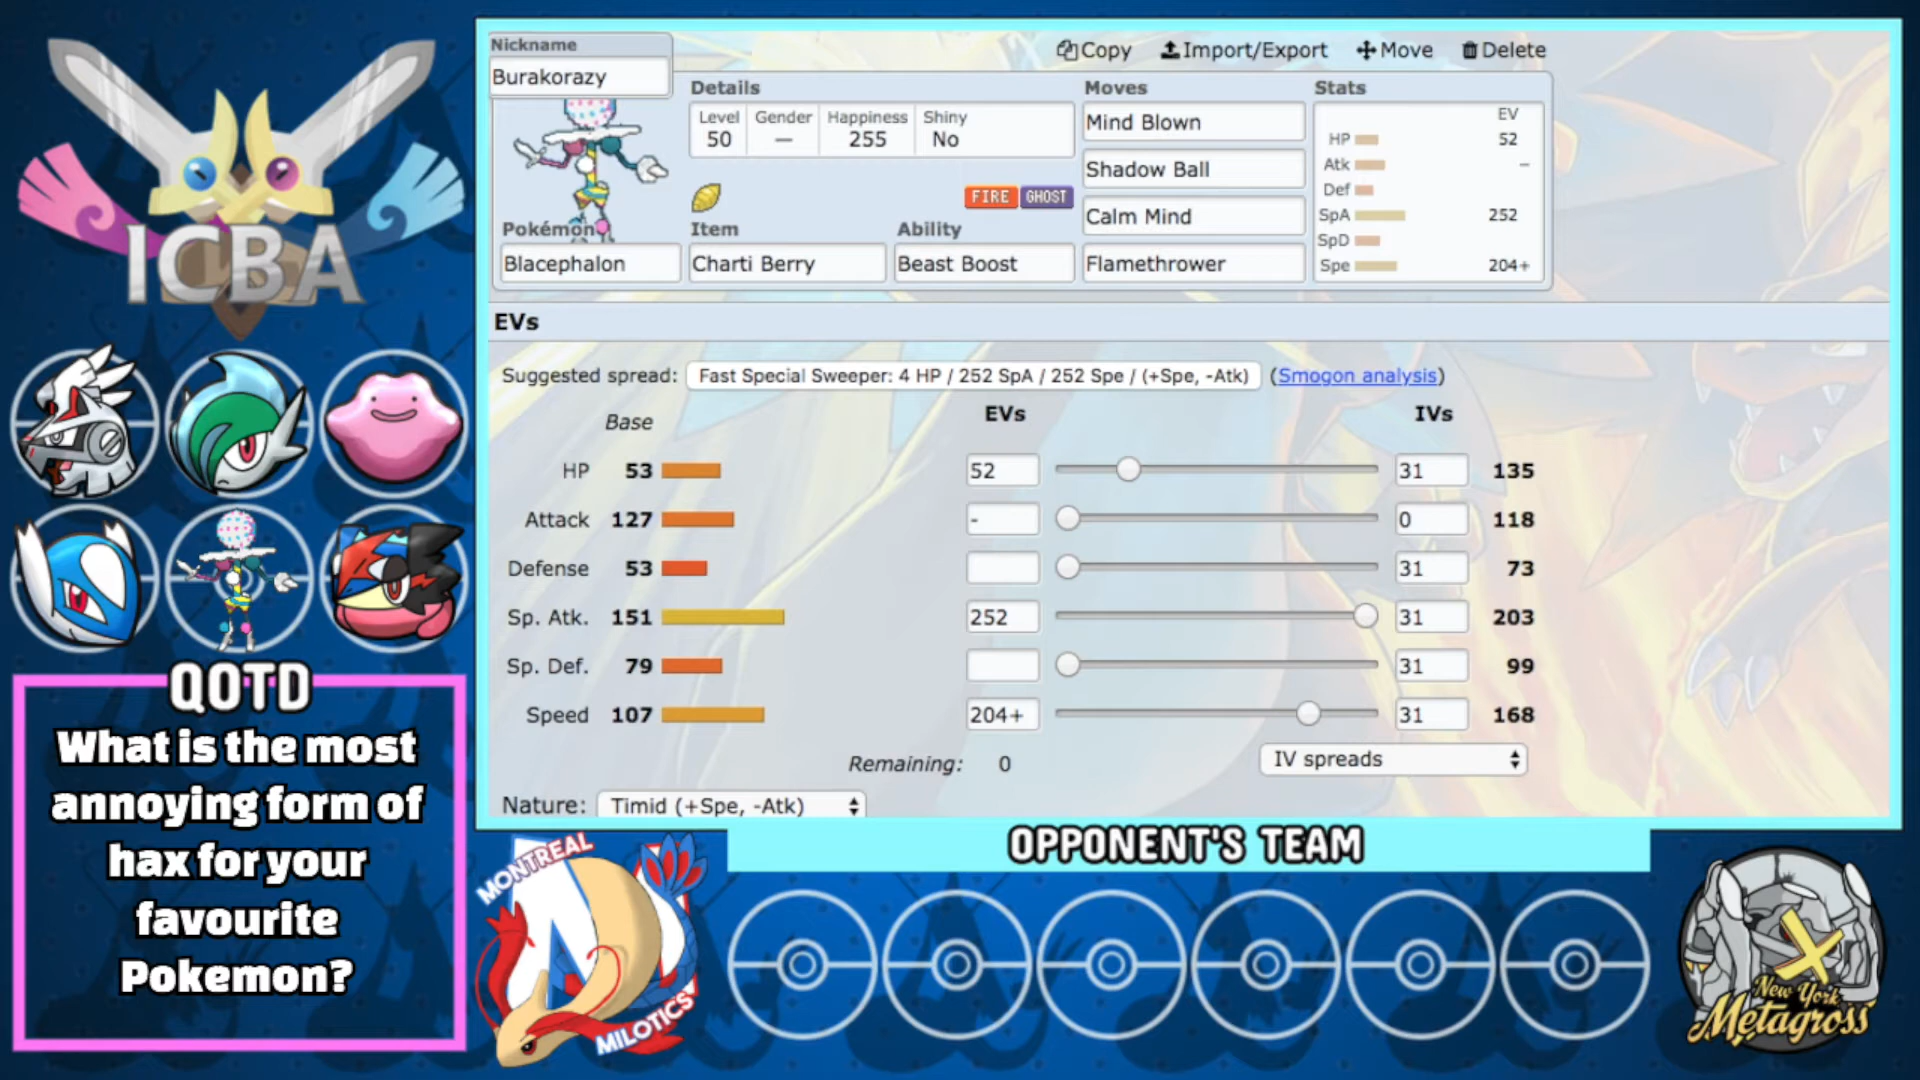 ICBA
QOTD
What is the most
annoying form of
hax for your
favourite
Pokemon?
Nickname
Burakorazy
Copy Import/Export Move Delete
Details
Level Gender Happiness Shiny
50 — 255 No
FIRE GHOST
Pokémon Item Ability
Blacephalon Charti Berry Beast Boost
Moves
Mind Blown
Shadow Ball
Calm Mind
Flamethrower
Stats
EV
HP 52
Atk –
Def
SpA 252
SpD
Spe 204+
EVs
Suggested spread: Fast Special Sweeper: 4 HP / 252 SpA / 252 Spe / (+Spe, -Atk) (Smogon analysis)
Base EVs IVs
HP 53 52 31 135
Attack 127 - 0 118
Defense 53 31 73
Sp. Atk. 151 252 31 203
Sp. Def. 79 31 99
Speed 107 204+ 31 168
Remaining: 0 IV spreads
Nature: Timid (+Spe, -Atk)
OPPONENT'S TEAM
MONTREAL
MILOTICS
New York
Metagross